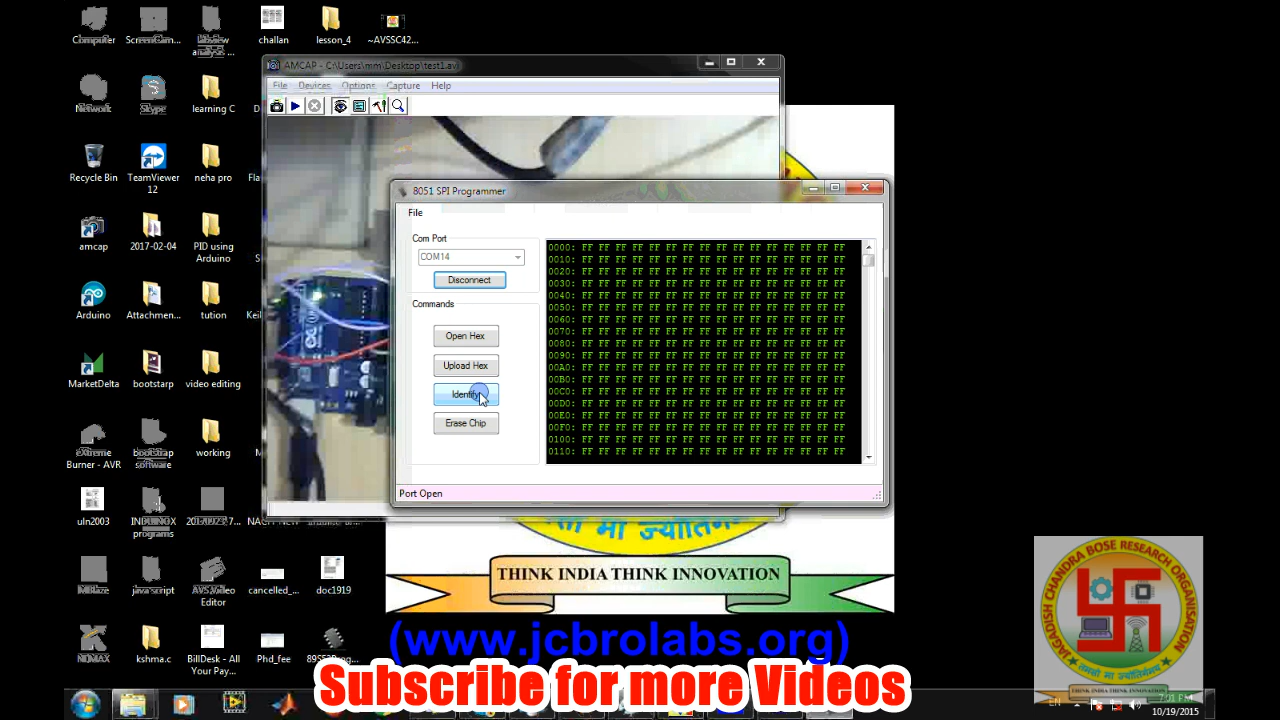 Computer
ScreenCam...
labview
analysis ...
challan
lesson_4
~AVSSC42...
Network
Skype
learning C
Recycle Bin
TeamViewer
12
neha pro
Fla
amcap
2017-02-04
PID using
Arduino
Arduino
Attachmen...
tution
Kei
MarketDelta
bootstarp
video editing
eXtreme
Burner - AVR
bootstrap
software
working
uln2003
programs
java script
AVS Video
Editor
cancelled_...
doc1919
kshma.c
BillDesk - All
Your Pay...
Phd_fee
AMCAP - C:\Users\mm\Desktop\test1.avi
File Devices Options Capture Help
8051 SPI Programmer
File
Com Port
COM14
Disconnect
Commands
Open Hex
Upload Hex
Identify
Erase Chip
0000: FF FF FF FF FF FF FF FF FF FF FF FF FF FF FF FF
0010: FF FF FF FF FF FF FF FF FF FF FF FF FF FF FF FF
0020: FF FF FF FF FF FF FF FF FF FF FF FF FF FF FF FF
0030: FF FF FF FF FF FF FF FF FF FF FF FF FF FF FF FF
0040: FF FF FF FF FF FF FF FF FF FF FF FF FF FF FF FF
0050: FF FF FF FF FF FF FF FF FF FF FF FF FF FF FF FF
0060: FF FF FF FF FF FF FF FF FF FF FF FF FF FF FF FF
0070: FF FF FF FF FF FF FF FF FF FF FF FF FF FF FF FF
0080: FF FF FF FF FF FF FF FF FF FF FF FF FF FF FF FF
0090: FF FF FF FF FF FF FF FF FF FF FF FF FF FF FF FF
00A0: FF FF FF FF FF FF FF FF FF FF FF FF FF FF FF FF
00B0: FF FF FF FF FF FF FF FF FF FF FF FF FF FF FF FF
00C0: FF FF FF FF FF FF FF FF FF FF FF FF FF FF FF FF
00D0: FF FF FF FF FF FF FF FF FF FF FF FF FF FF FF FF
00E0: FF FF FF FF FF FF FF FF FF FF FF FF FF FF FF FF
00F0: FF FF FF FF FF FF FF FF FF FF FF FF FF FF FF FF
0100: FF FF FF FF FF FF FF FF FF FF FF FF FF FF FF FF
0110: FF FF FF FF FF FF FF FF FF FF FF FF FF FF FF FF
Port Open
मा ज्योतिर्गमय
THINK INDIA THINK INNOVATION
(www.jcbrolabs.org)
Subscribe for more Videos
JAGADISH CHANDRA BOSE RESEARCH ORGANISATION
THINK INDIA THINK INNOVATION
EN
7:01 PM
10/19/2015